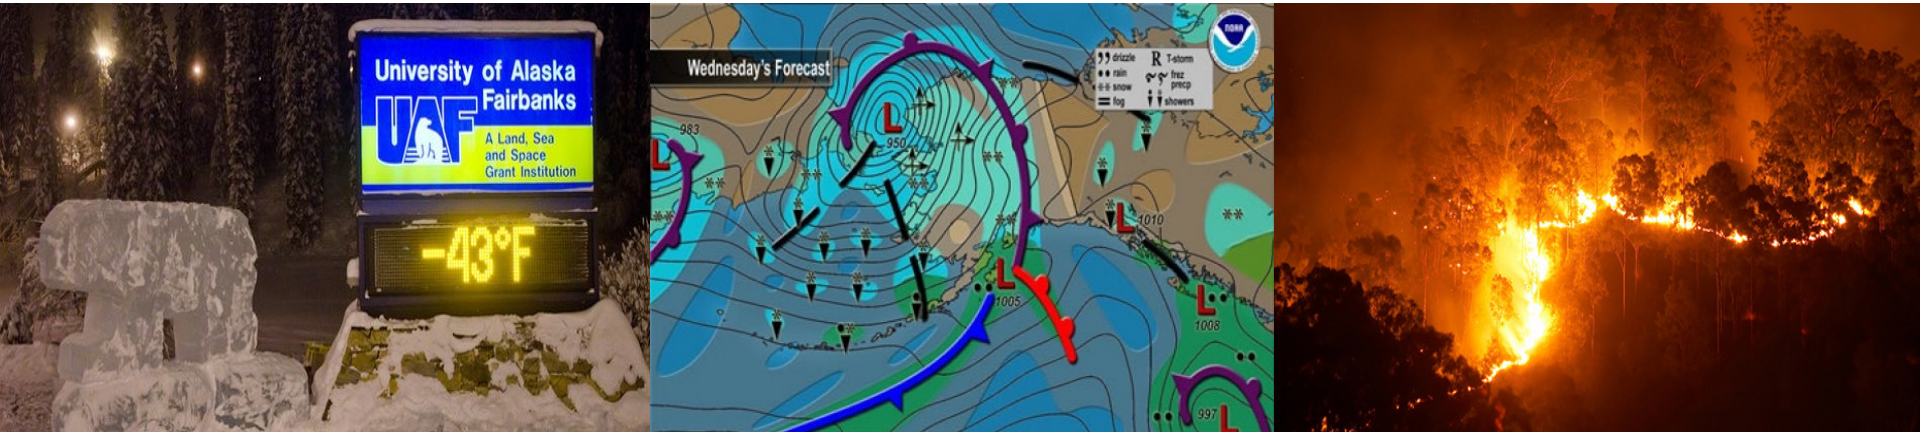 University of Alaska
Fairbanks
UAF
A Land, Sea
and Space
Grant Institution
-43°F
Wednesday's Forecast
NOAA
drizzle R T-storm
rain frez
precp
snow
fog showers
983
L
L
950
L
1010
L
1005
L
1008
997
L